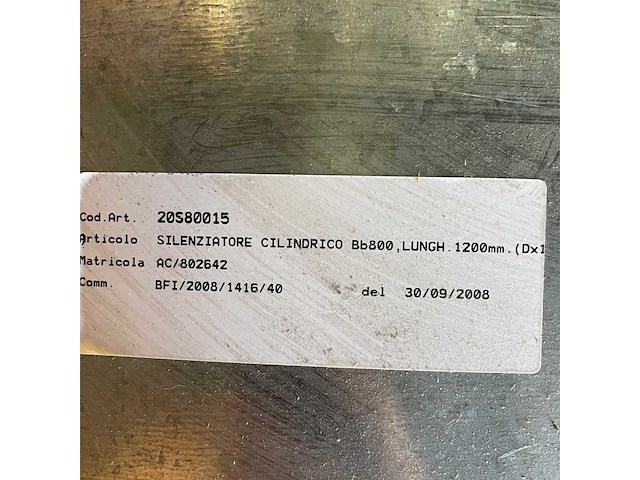 Cod.Art. 20S80015
Articolo SILENZIATORE CILINDRICO Bb800,LUNGH.1200mm.(Dx1
Matricola AC/802642
Comm. BFI/2008/1416/40 del 30/09/2008